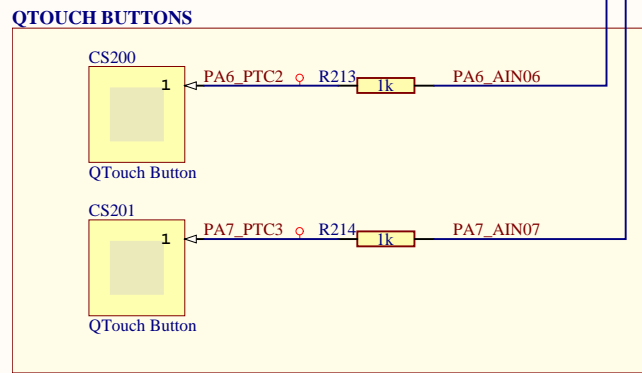 QTOUCH BUTTONS
CS200
1 PA6_PTC2 R213 1k PA6_AIN06
QTouch Button
CS201
1 PA7_PTC3 R214 1k PA7_AIN07
QTouch Button